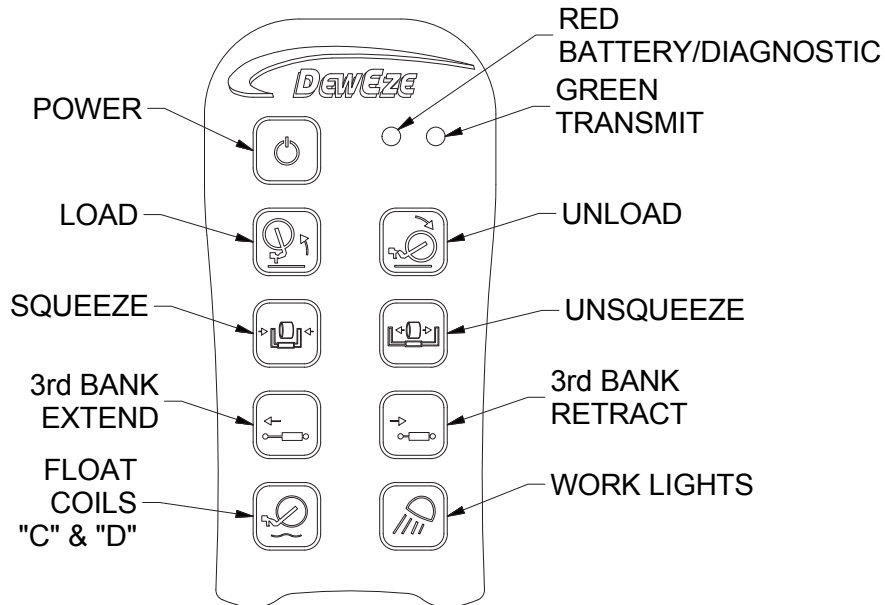 RED
BATTERY/DIAGNOSTIC
DEWEZE
GREEN
TRANSMIT
POWER
LOAD
UNLOAD
SQUEEZE
UNSQUEEZE
3rd BANK
EXTEND
3rd BANK
RETRACT
FLOAT
COILS
"C" & "D"
WORK LIGHTS